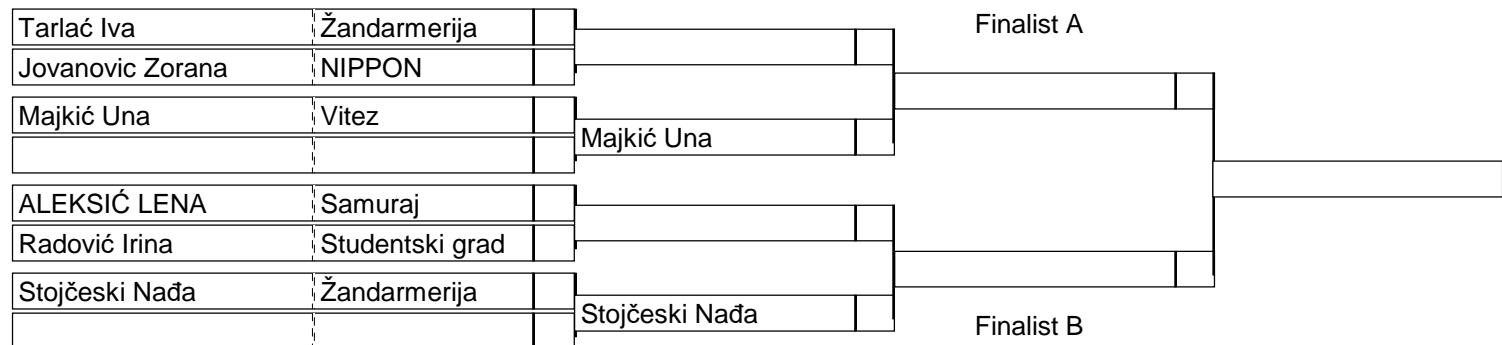 Tarlać Iva Žandarmerija
Jovanovic Zorana NIPPON
Majkić Una Vitez
ALEKSIĆ LENA Samuraj
Radović Irina Studentski grad
Stojčeski Nađa Žandarmerija
Majkić Una
Stojčeski Nađa
Finalist A
Finalist B